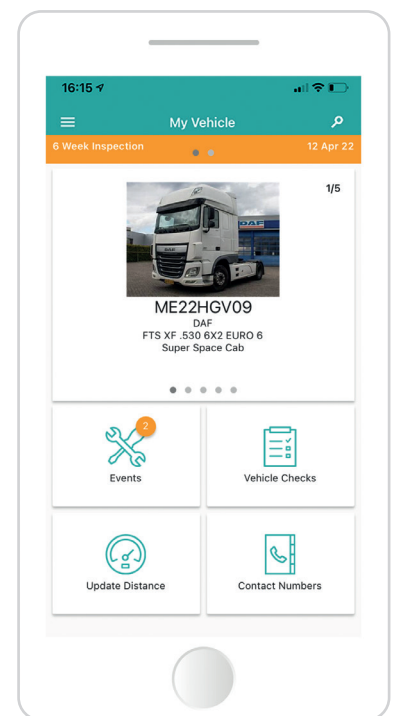 16:15
My Vehicle
6 Week Inspection 12 Apr 22
1/5
DAF
ME22HGV09
DAF
FTS XF .530 6X2 EURO 6
Super Space Cab
2
Events
Vehicle Checks
Update Distance
Contact Numbers